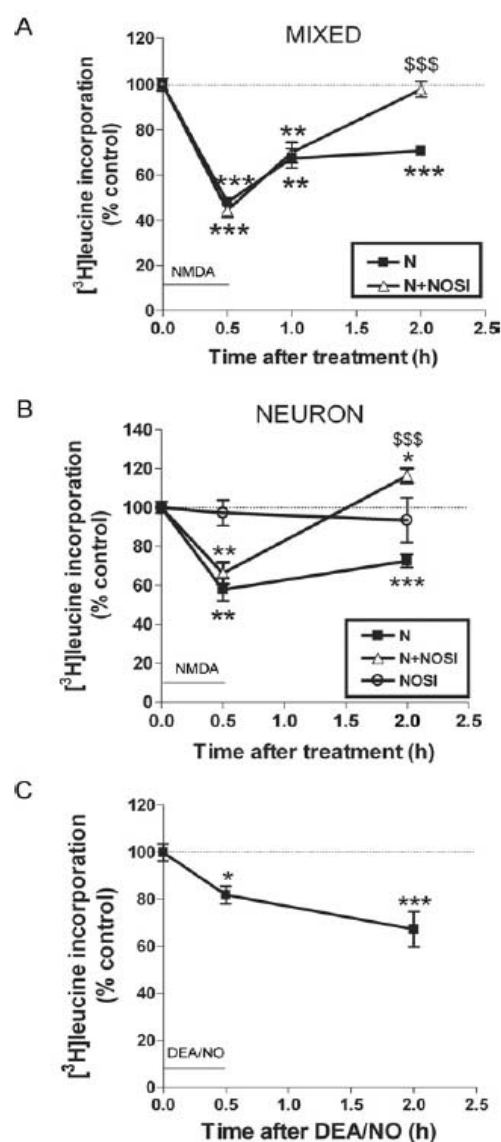 A
MIXED
[³H]leucine incorporation
(% control)
120
100
80
60
40
20
0
$$$
**
***
**
***
***
NMDA
N
N+NOSI
0.0
0.5
1.0
1.5
2.0
2.5
Time after treatment (h)
B
NEURON
[³H]leucine incorporation
(% control)
140
120
100
80
60
40
20
0
$$$
*
**
**
***
NMDA
N
N+NOSI
NOSI
0.0
0.5
1.0
1.5
2.0
2.5
Time after treatment (h)
C
[³H]leucine incorporation
(% control)
120
100
80
60
40
20
0
*
***
DEA/NO
0.0
0.5
1.0
1.5
2.0
2.5
Time after DEA/NO (h)